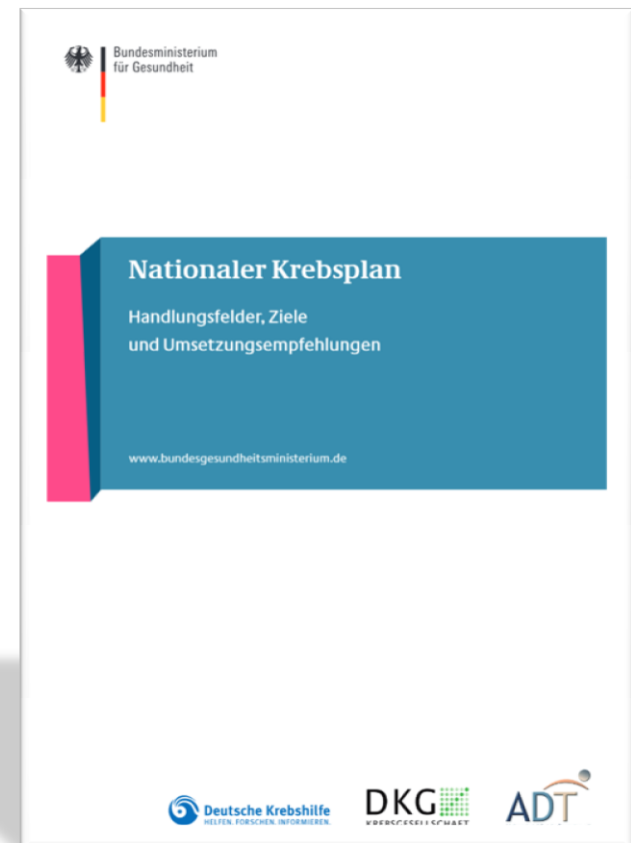 Bundesministerium
für Gesundheit
Nationaler Krebsplan
Handlungsfelder, Ziele
und Umsetzungsempfehlungen
www.bundesgesundheitsministerium.de
Deutsche Krebshilfe
HELFEN. FORSCHEN. INFORMIEREN.
DKG
KREBSGESELLSCHAFT
ADT